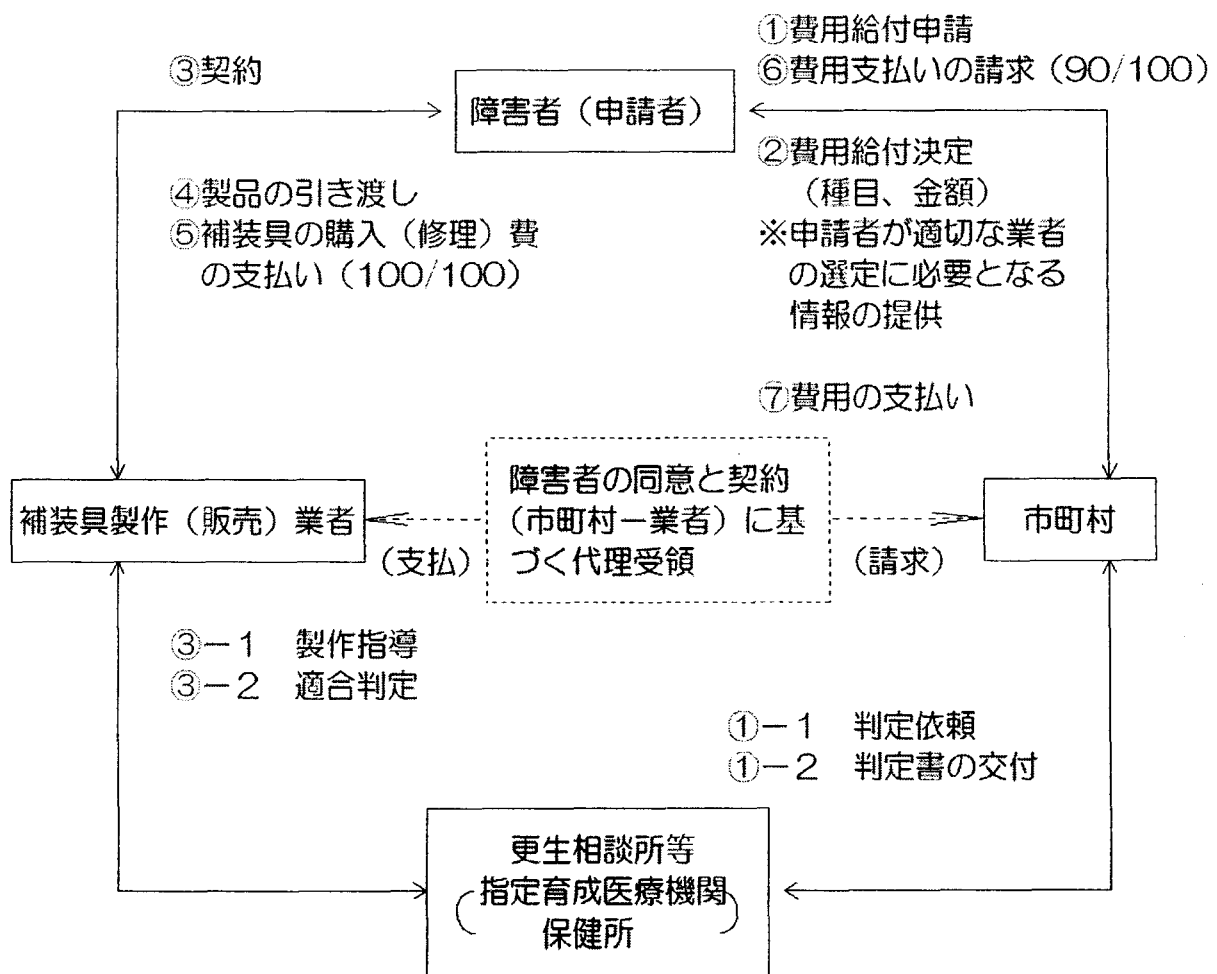 ①費用給付申請
③契約
⑥費用支払いの請求（90/100）
障害者（申請者）
②費用給付決定
（種目、金額）
④製品の引き渡し
※申請者が適切な業者
⑤補装具の購入（修理）費
の選定に必要となる
の支払い（100/100）
情報の提供
⑦費用の支払い
障害者の同意と契約
（市町村－業者）に基
づく代理受領
補装具製作（販売）業者
市町村
（支払）
（請求）
③－1　製作指導
③－2　適合判定
①－1　判定依頼
①－2　判定書の交付
更生相談所等
指定育成医療機関
保健所